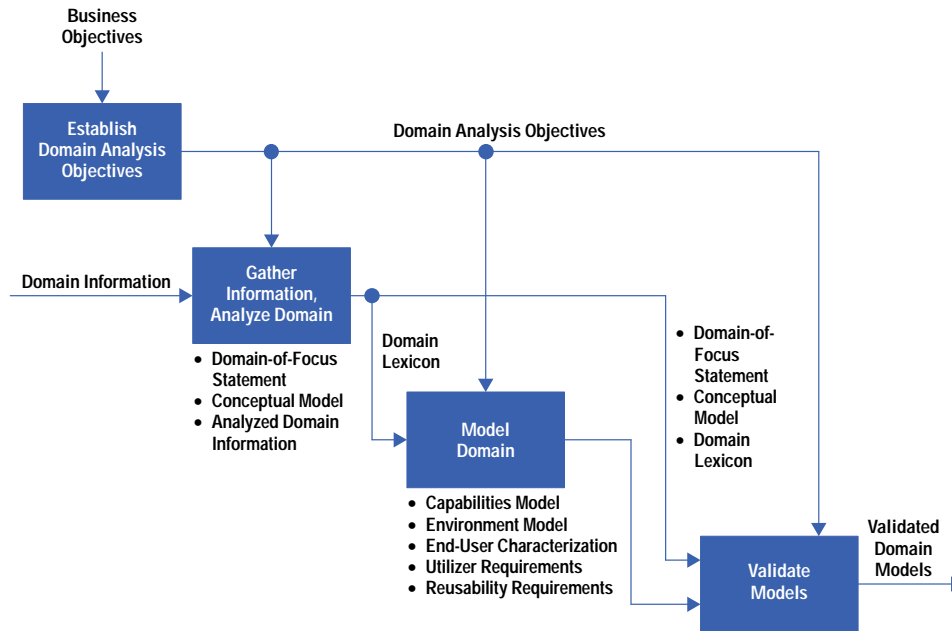 Business
Objectives
Establish
Domain Analysis
Objectives
Domain Analysis Objectives
Domain Information
Gather
Information,
Analyze Domain
• Domain-of-Focus
Statement
• Conceptual Model
• Analyzed Domain
Information
Domain
Lexicon
Model
Domain
• Capabilities Model
• Environment Model
• End-User Characterization
• Utilizer Requirements
• Reusability Requirements
• Domain-of-
Focus
Statement
• Conceptual
Model
• Domain
Lexicon
Validate
Models
Validated
Domain
Models